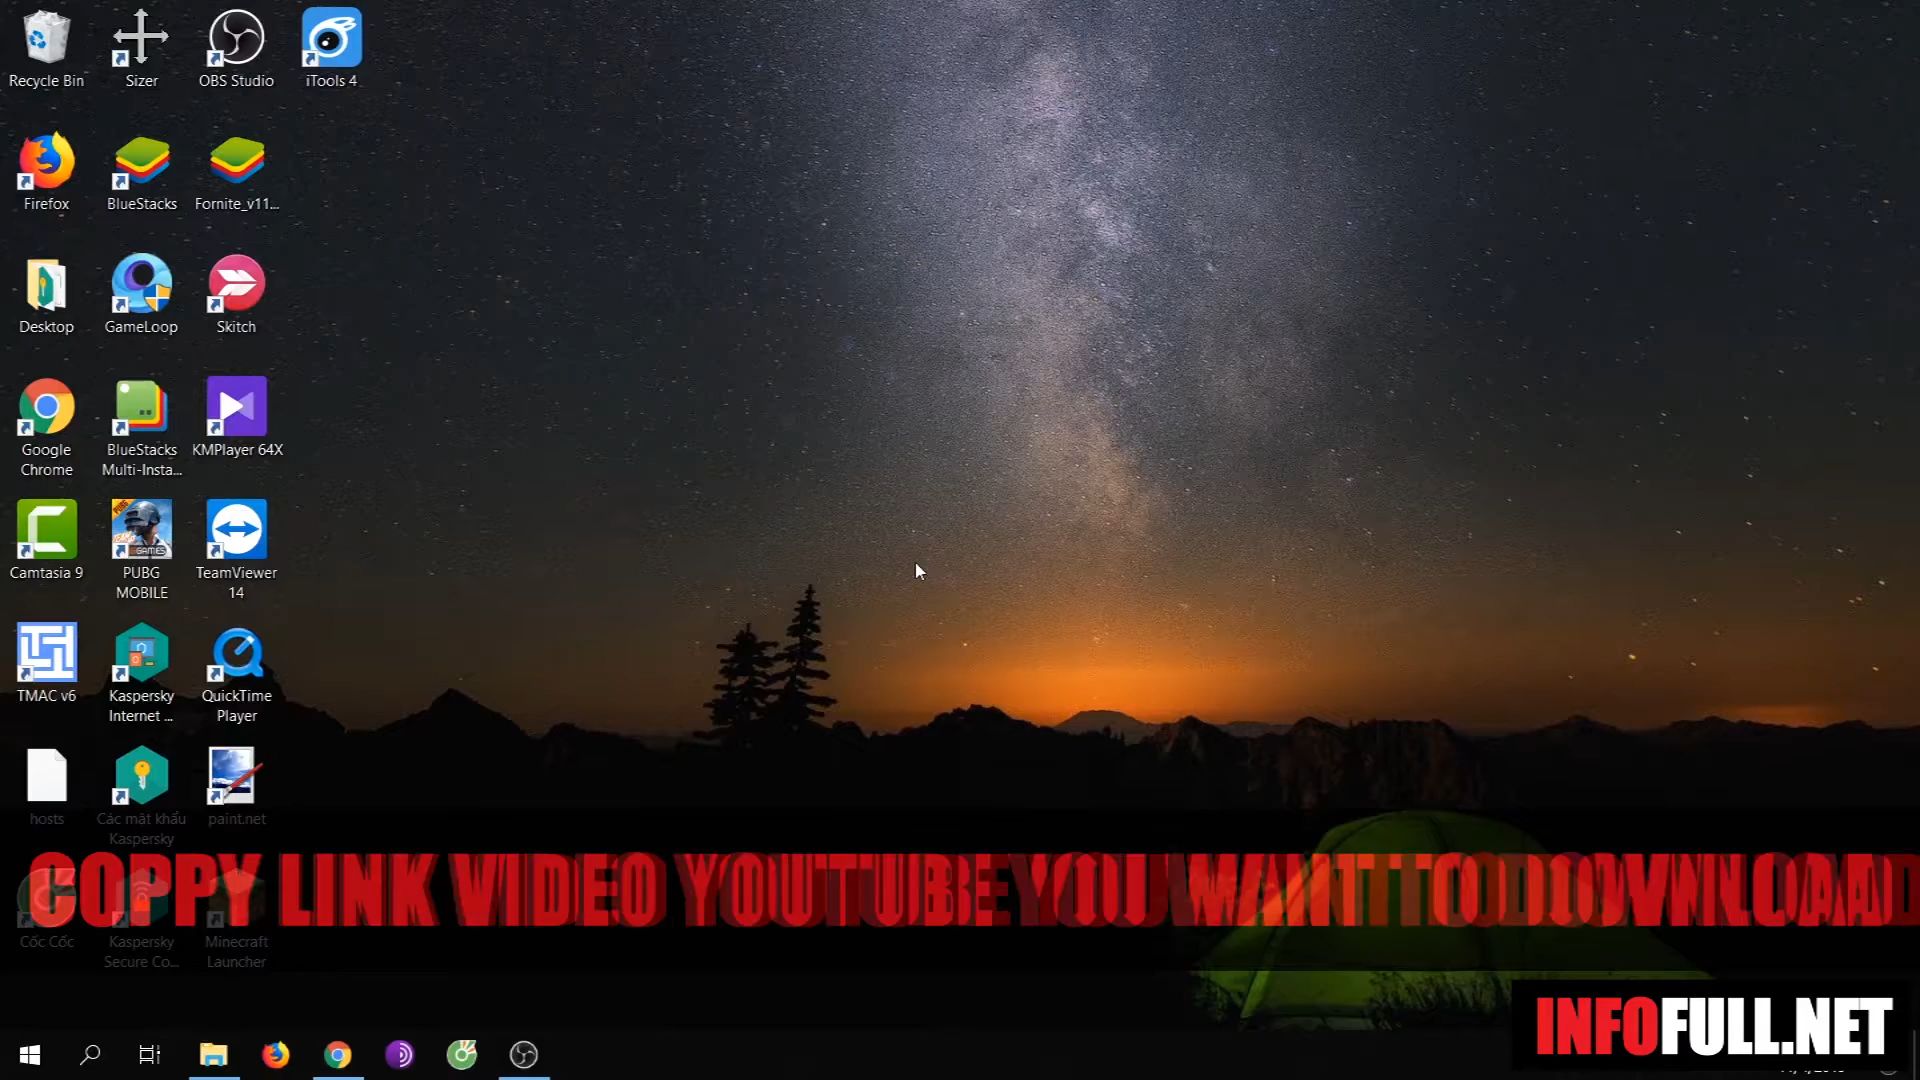 Recycle Bin
Sizer
OBS Studio
iTools 4
Firefox
BlueStacks
Fornite_v11...
Desktop
GameLoop
Skitch
Google
Chrome
BlueStacks
Multi-Insta...
KMPlayer 64X
Camtasia 9
PUBG
MOBILE
TeamViewer
14
TMAC v6
Kaspersky
Internet ...
QuickTime
Player
hosts
Các mật khẩu
Kaspersky
paint.net
COPPY LINK VIDEO YOUTUBE YOU WANT TO DOWNLOAD
Cốc Cốc
Kaspersky
Secure Co...
Minecraft
Launcher
INFOFULL.NET